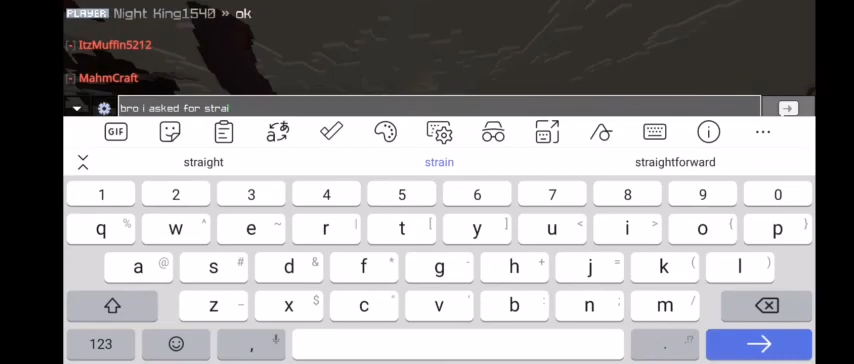 PLAYER Night King1540 » ok
[-] ItzMuffin5212
[-] MahmCraft
bro i asked for strai
GIF
straight strain straightforward
1 2 3 4 5 6 7 8 9 0
q % w ^ e ~ r | t [ y ] u < i > o { p }
a @ s # d & f * g - h + j = k ( l )
z _ x $ c " v ' b : n ; m /
123 , . ,!?